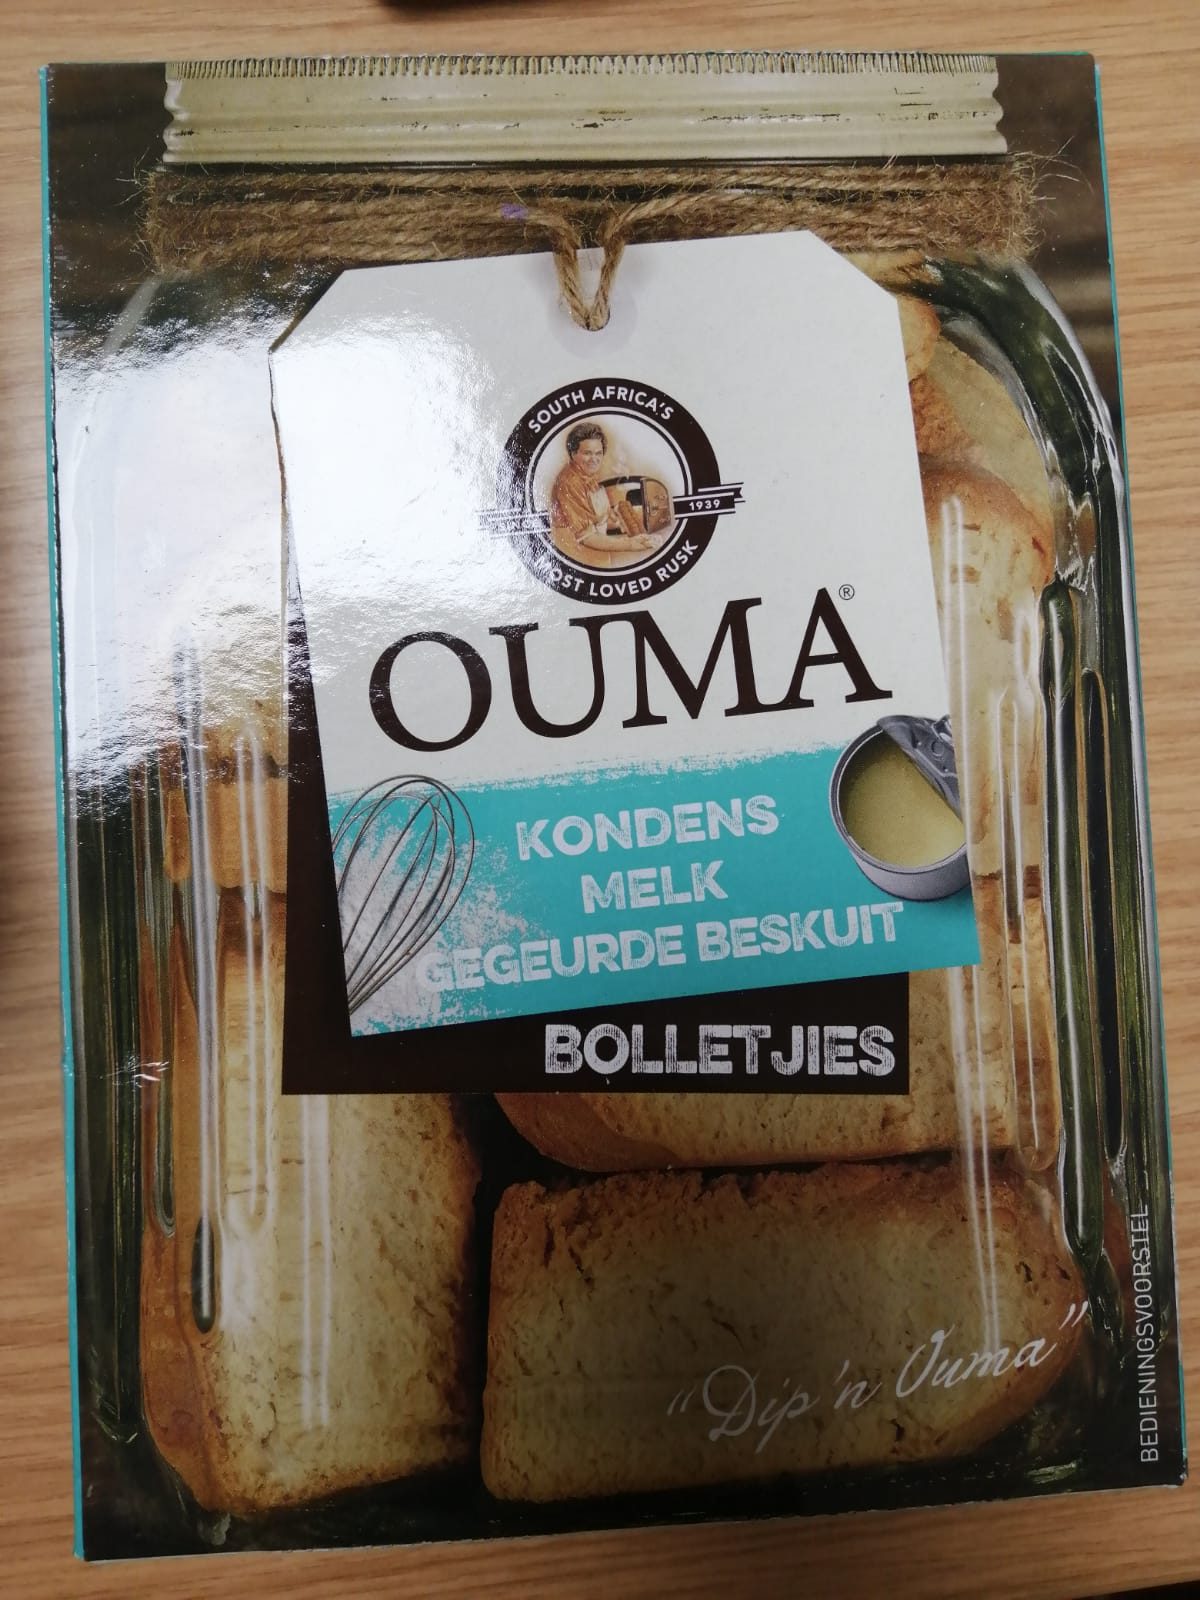 SOUTH AFRICA'S
1939
MOST LOVED RUSK
OUMA®
KONDENS
MELK
GEGEURDE BESKUIT
BOLLETJIES
"Dip 'n Ouma"
BEDIENINGSVOORSTEL